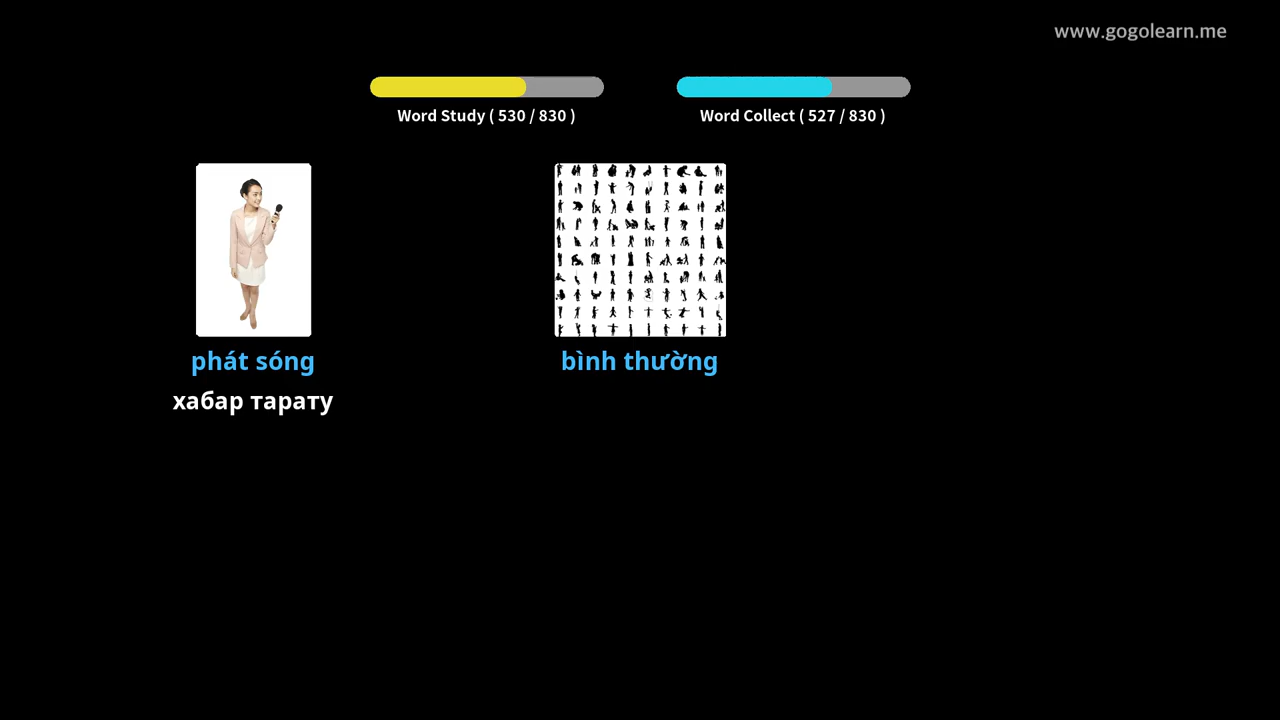 www.gogolearn.me
Word Study ( 530 / 830 )
Word Collect ( 527 / 830 )
phát sóng
bình thường
хабар тарату